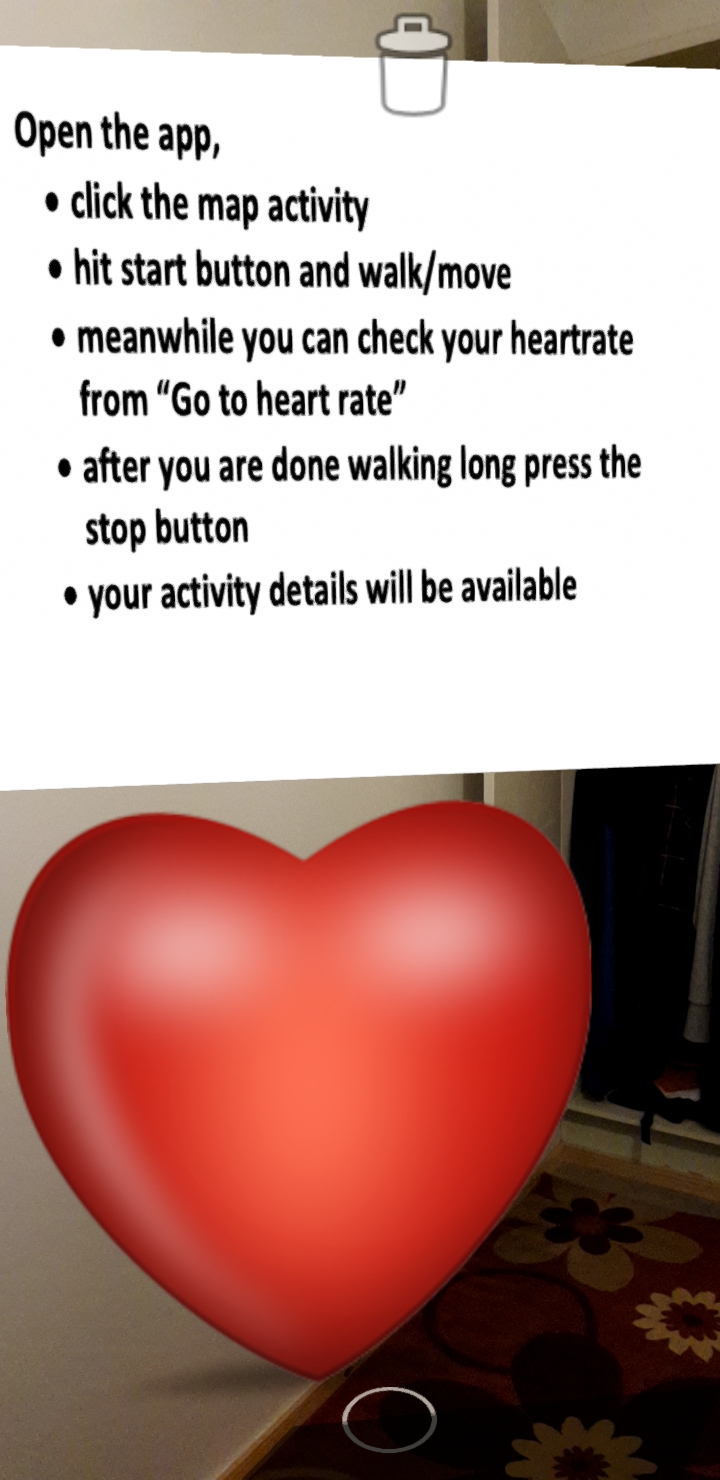 Open the app,
• click the map activity
• hit start button and walk/move
• meanwhile you can check your heartrate
from “Go to heart rate”
• after you are done walking long press the
stop button
• your activity details will be available